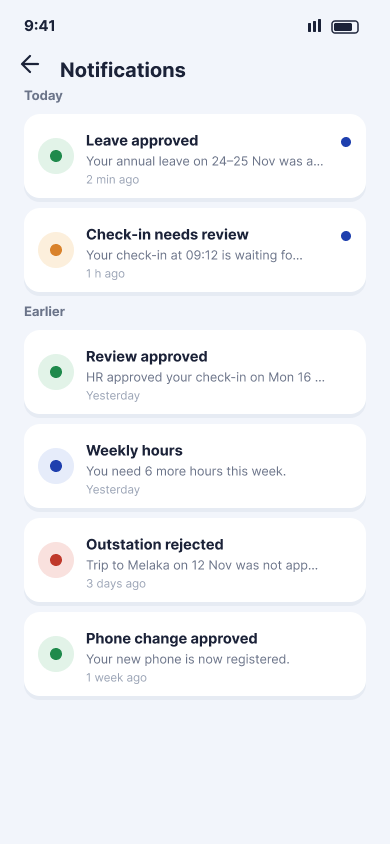 9:41
Notifications
Today
Leave approved
Your annual leave on 24–25 Nov was a...
2 min ago
Check-in needs review
Your check-in at 09:12 is waiting fo...
1 h ago
Earlier
Review approved
HR approved your check-in on Mon 16 ...
Yesterday
Weekly hours
You need 6 more hours this week.
Yesterday
Outstation rejected
Trip to Melaka on 12 Nov was not app...
3 days ago
Phone change approved
Your new phone is now registered.
1 week ago